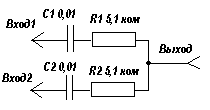 C1 0,01
R1 5,1 ком
Вход1
Выход
C2 0,01
R2 5,1 ком
Вход2